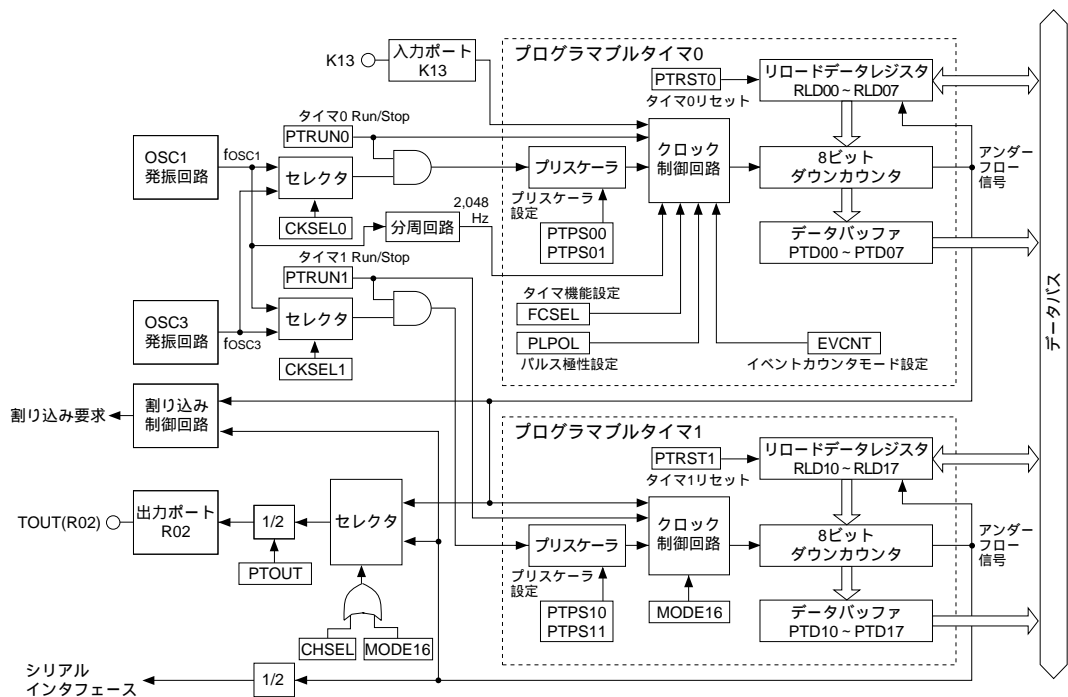 K13
入力ポート
K13
プログラマブルタイマ0
PTRST0
タイマ0リセット
リロードデータレジスタ
RLD00~RLD07
タイマ0 Run/Stop
PTRUN0
OSC1
発振回路
fOSC1
セレクタ
CKSEL0
プリスケーラ
プリスケーラ
設定
PTPS00
PTPS01
クロック
制御回路
8ビット
ダウンカウンタ
アンダー
フロー
信号
データバッファ
PTD00~PTD07
分周回路
2,048
Hz
タイマ1 Run/Stop
PTRUN1
OSC3
発振回路
fOSC3
セレクタ
CKSEL1
タイマ機能設定
FCSEL
PLPOL
パルス極性設定
EVCNT
イベントカウンタモード設定
データバス
割り込み要求
割り込み
制御回路
プログラマブルタイマ1
PTRST1
タイマ1リセット
リロードデータレジスタ
RLD10~RLD17
TOUT(R02)
出力ポート
R02
1/2
PTOUT
セレクタ
プリスケーラ
プリスケーラ
設定
PTPS10
PTPS11
クロック
制御回路
MODE16
8ビット
ダウンカウンタ
アンダー
フロー
信号
データバッファ
PTD10~PTD17
CHSEL
MODE16
シリアル
インタフェース
1/2